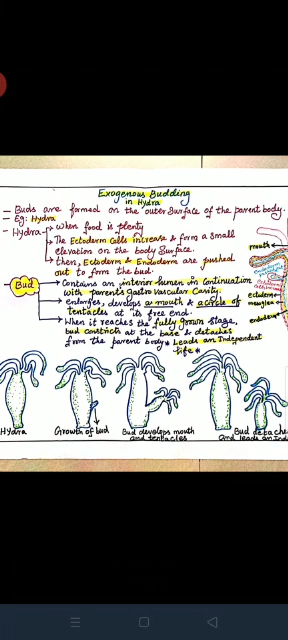 Exogenous Budding
in Hydra
– Buds are formed on the outer Surface of the parent body.
– Eg: Hydra
– Hydra → When food is plenty
→ The Ectoderm Cells increase & form a Small
elevation on the body Surface.
→ then, Ectoderm & Endoderm are pushed
out to form the bud.
Bud → Contains an interior lumen in Continuation
with parent's Gastro Vascular Cavity.
→ enlarges, develops a mouth & a circle of
tentacles at its free end.
→ When it reaches the fully grown Stage,
bud constricts at the base & detaches
from the parent body & Leads an Independent
life
mouth
ectoderm
endoderm
Hydra
Growth of bud
Bud develops mouth
and tentacles
Bud detache
and leads an Ind